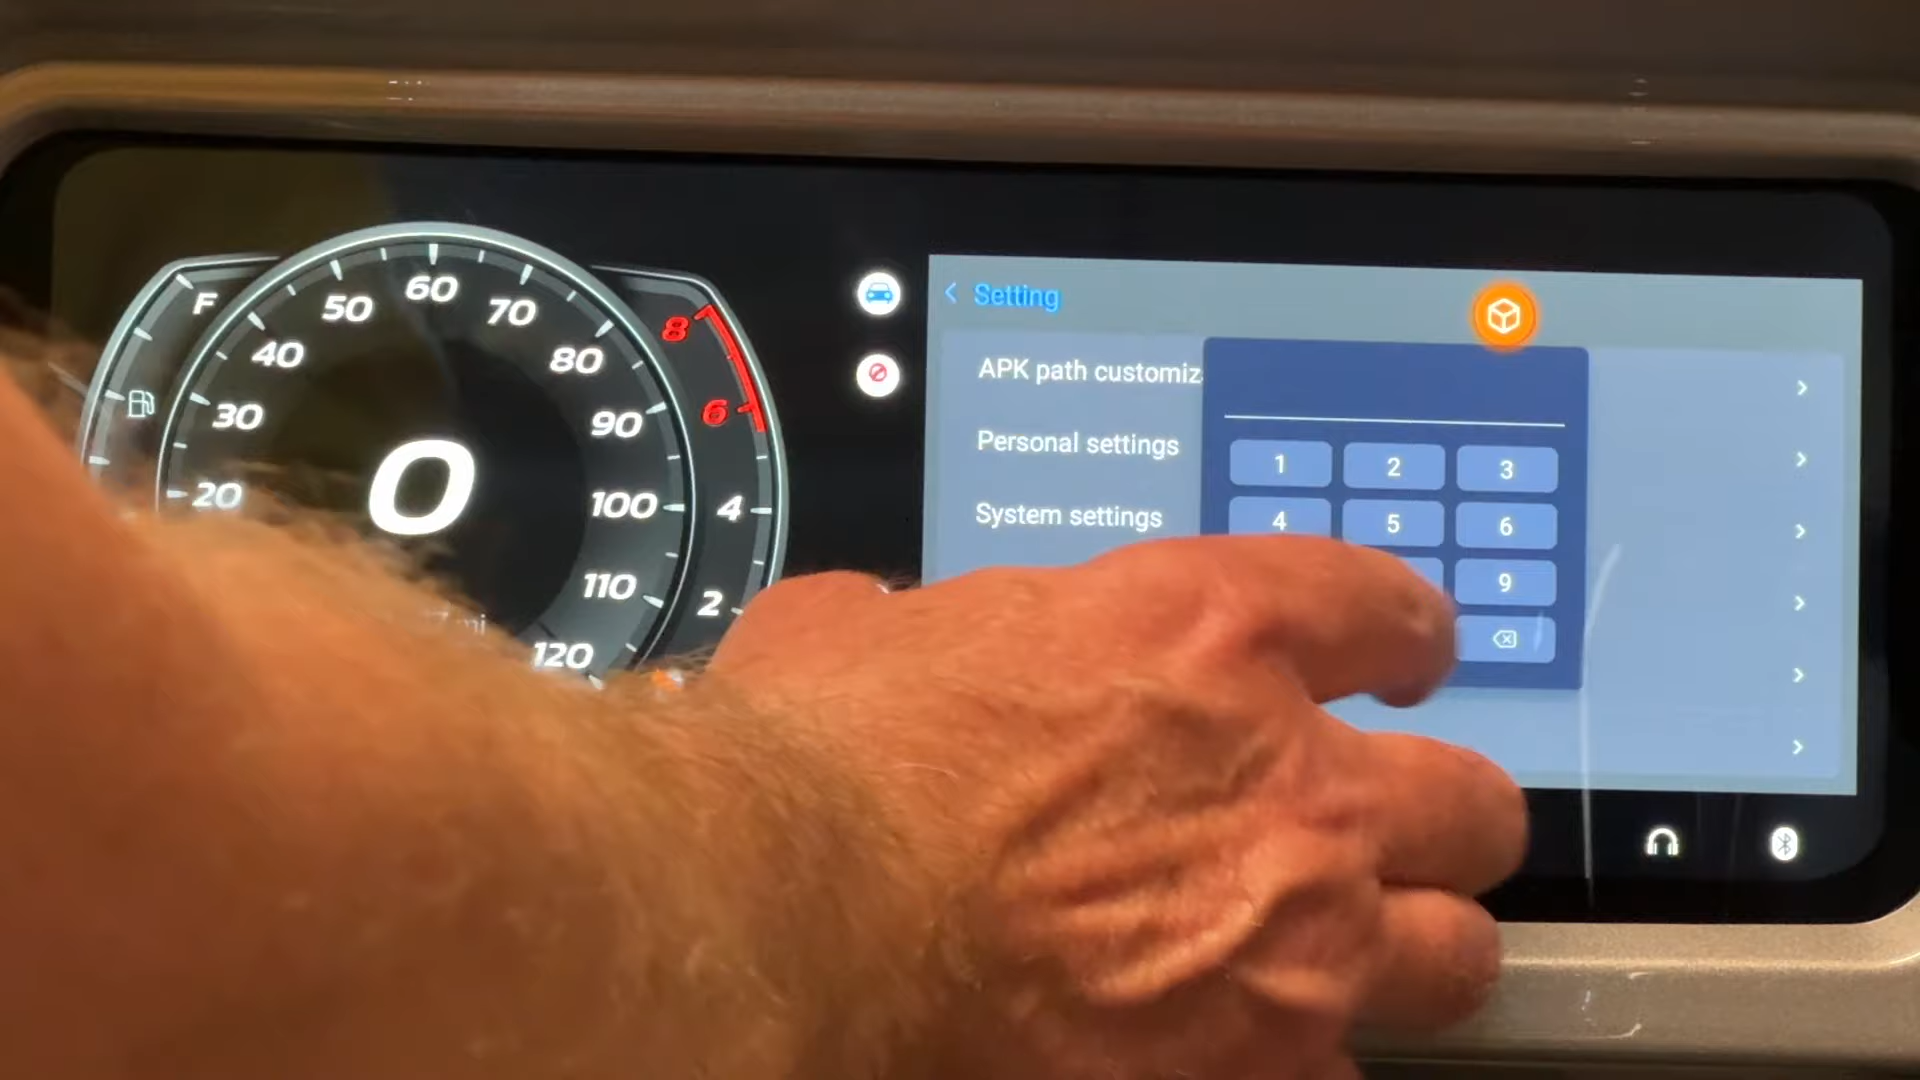 F
50
60
70
40
80
8
30
90
6
0
20
100
4
110
2
mi
120
Setting
APK path customiz
Personal settings
System settings
1 2 3
4 5 6
9